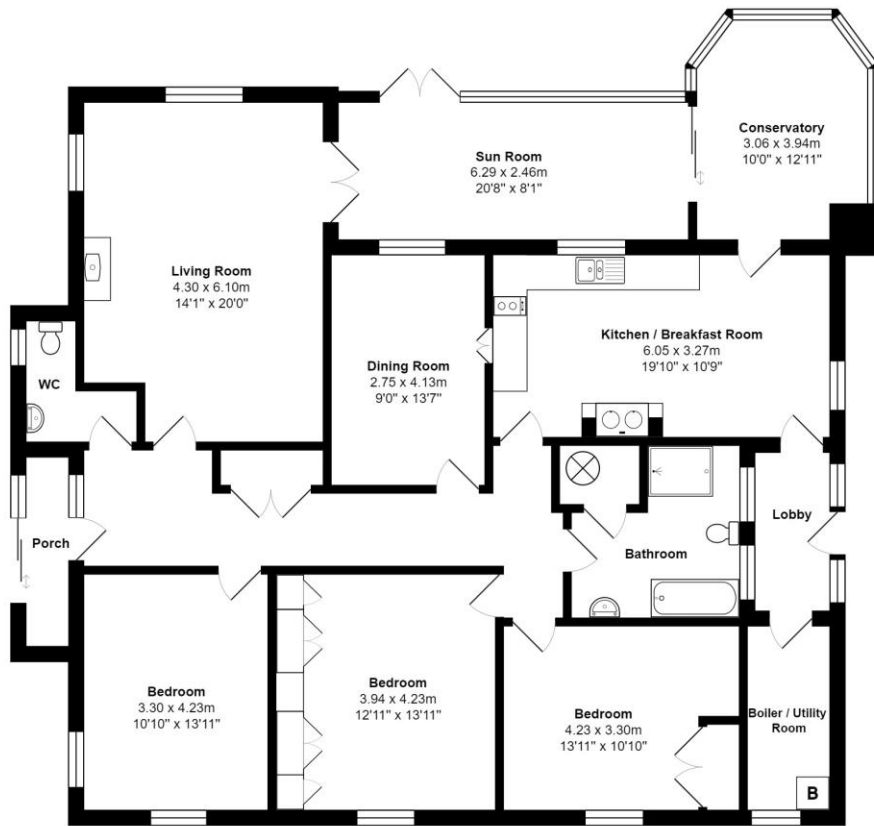 Conservatory
3.06 x 3.94m
10'0" x 12'11"
Sun Room
6.29 x 2.46m
20'8" x 8'1"
Living Room
4.30 x 6.10m
14'1" x 20'0"
Kitchen / Breakfast Room
6.05 x 3.27m
19'10" x 10'9"
Dining Room
2.75 x 4.13m
9'0" x 13'7"
WC
Porch
Lobby
Bathroom
Bedroom
3.30 x 4.23m
10'10" x 13'11"
Bedroom
3.94 x 4.23m
12'11" x 13'11"
Bedroom
4.23 x 3.30m
13'11" x 10'10"
Boiler / Utility
Room
B